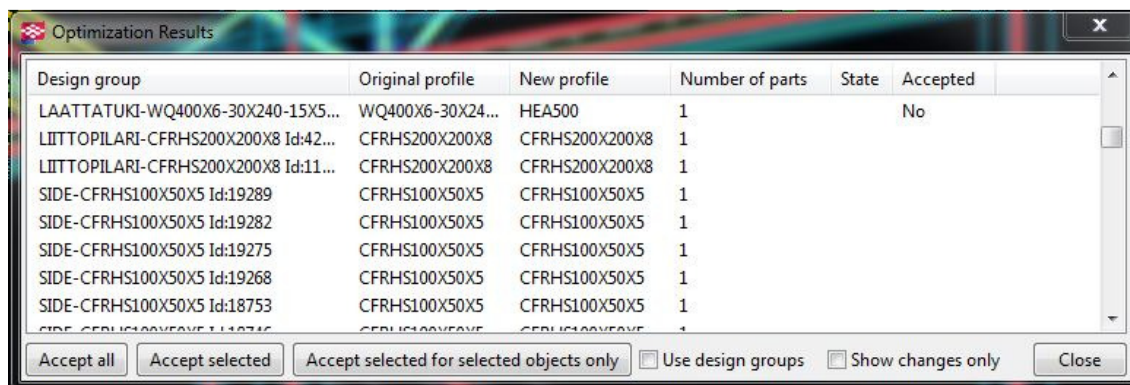 Optimization Results
X
Design group Original profile New profile Number of parts State Accepted
LAATTATUKI-WQ400X6-30X240-15X5... WQ400X6-30X24... HEA500 1 No
LIITTOPILARI-CFRHS200X200X8 Id:42... CFRHS200X200X8 CFRHS200X200X8 1
LIITTOPILARI-CFRHS200X200X8 Id:11... CFRHS200X200X8 CFRHS200X200X8 1
SIDE-CFRHS100X50X5 Id:19289 CFRHS100X50X5 CFRHS100X50X5 1
SIDE-CFRHS100X50X5 Id:19282 CFRHS100X50X5 CFRHS100X50X5 1
SIDE-CFRHS100X50X5 Id:19275 CFRHS100X50X5 CFRHS100X50X5 1
SIDE-CFRHS100X50X5 Id:19268 CFRHS100X50X5 CFRHS100X50X5 1
SIDE-CFRHS100X50X5 Id:18753 CFRHS100X50X5 CFRHS100X50X5 1
Accept all Accept selected Accept selected for selected objects only Use design groups Show changes only Close